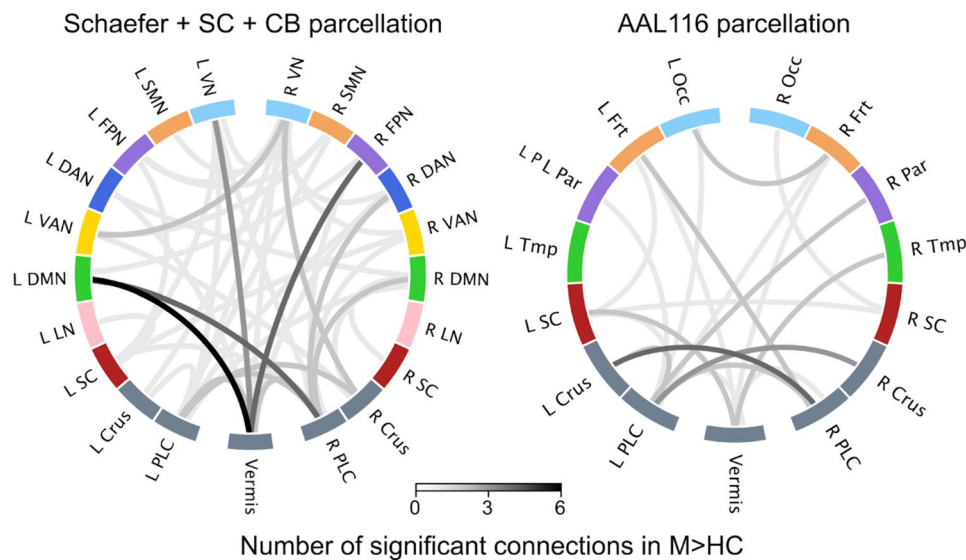 Schaefer + SC + CB parcellation
L VN
R VN
L SMN
R SMN
L FPN
R FPN
L DAN
R DAN
L VAN
R VAN
L DMN
R DMN
L LN
R LN
L SC
R SC
L Crus
R Crus
L PLC
R PLC
Vermis
AAL116 parcellation
L Occ
R Occ
L Frt
R Frt
L P L Par
R Par
L Tmp
R Tmp
L SC
R SC
L Crus
R Crus
L PLC
R PLC
Vermis
0 3 6
Number of significant connections in M>HC